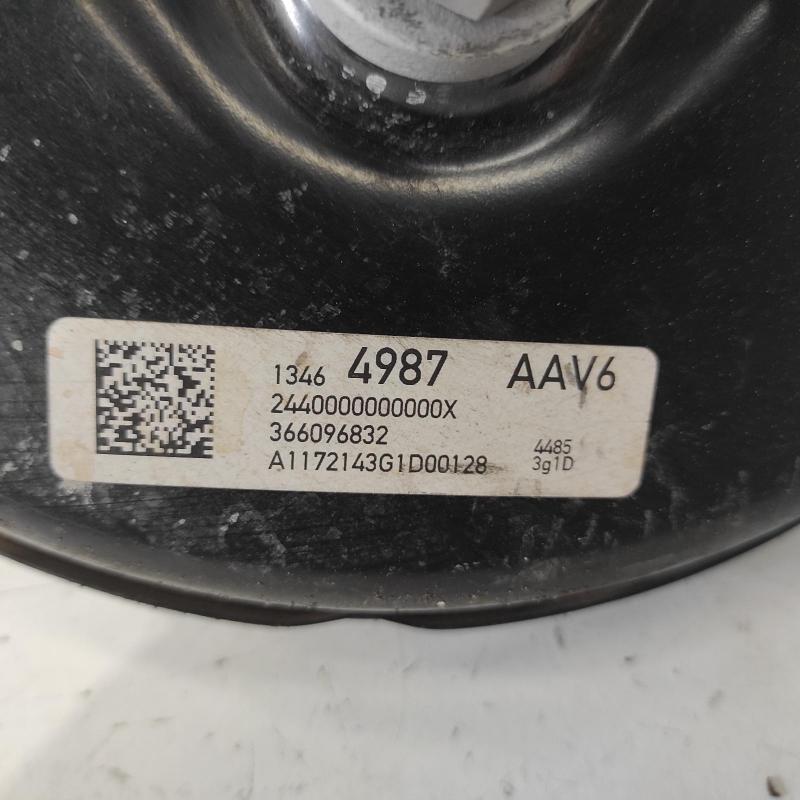 1346 4987 AAV6
2440000000000X
366096832
A1172143G1D00128
4485
3g1D